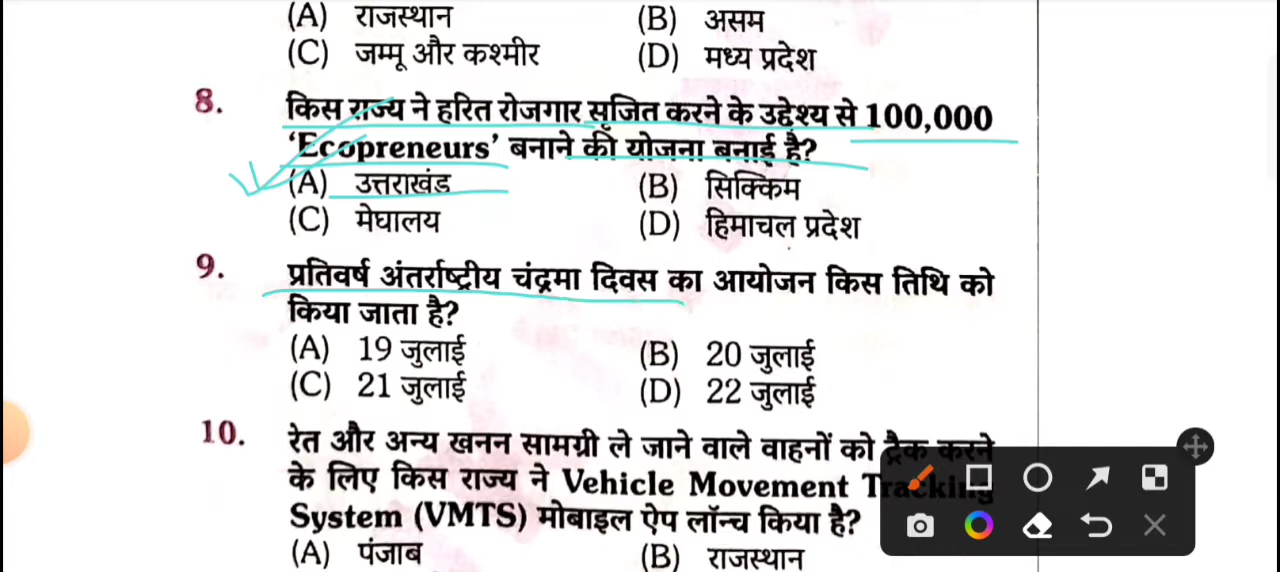 (A) राजस्थान (B) असम
(C) जम्मू और कश्मीर (D) मध्य प्रदेश
8. किस राज्य ने हरित रोजगार सृजित करने के उद्देश्य से 100,000
‘Ecopreneurs’ बनाने की योजना बनाई है?
(A) उत्तराखंड (B) सिक्किम
(C) मेघालय (D) हिमाचल प्रदेश
9. प्रतिवर्ष अंतर्राष्ट्रीय चंद्रमा दिवस का आयोजन किस तिथि को
किया जाता है?
(A) 19 जुलाई (B) 20 जुलाई
(C) 21 जुलाई (D) 22 जुलाई
10. रेत और अन्य खनन सामग्री ले जाने वाले वाहनों को ट्रैक करने
के लिए किस राज्य ने Vehicle Movement Tracking
System (VMTS) मोबाइल ऐप लॉन्च किया है?
(A) पंजाब (B) राजस्थान